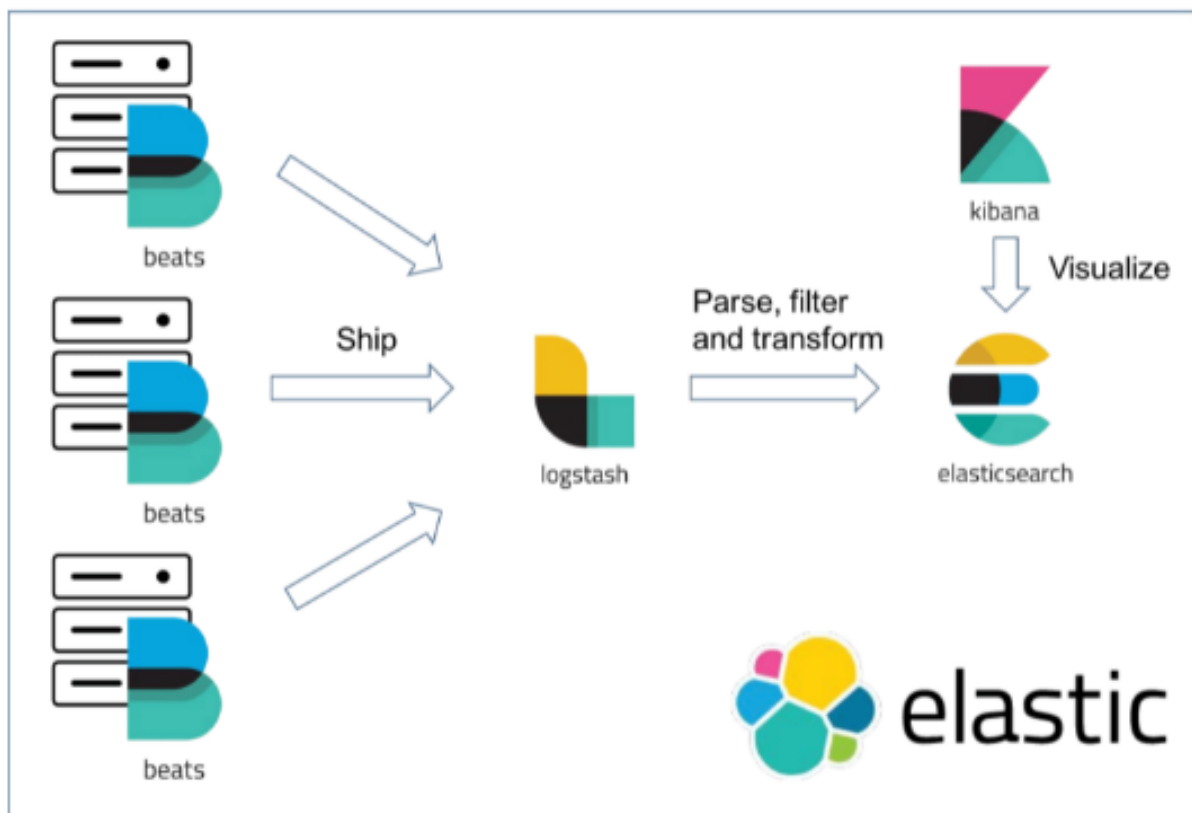 beats
beats
beats
Ship
logstash
Parse, filter
and transform
kibana
Visualize
elasticsearch
elastic